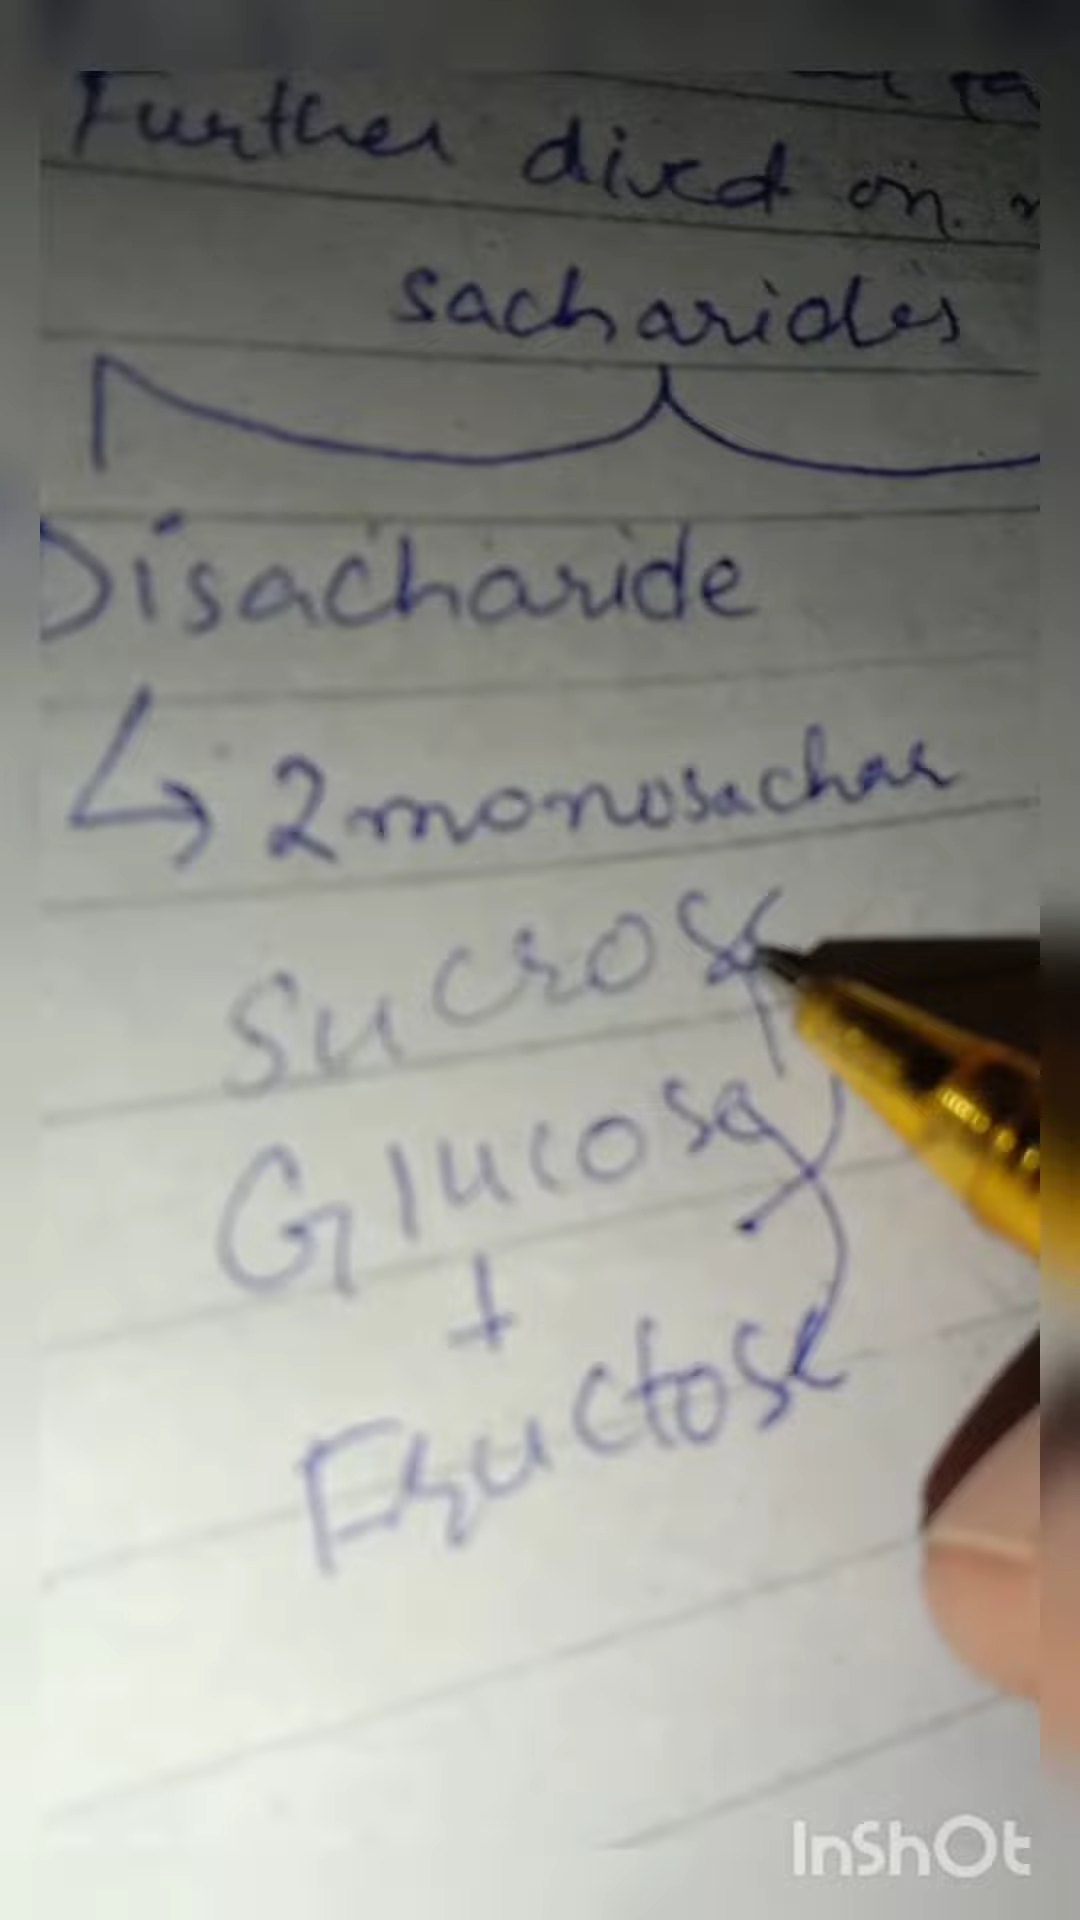 Further dived on
sacharides
Disacharide
2 monosachar
Sucrose
Glucose
+
Fructose
InShOt